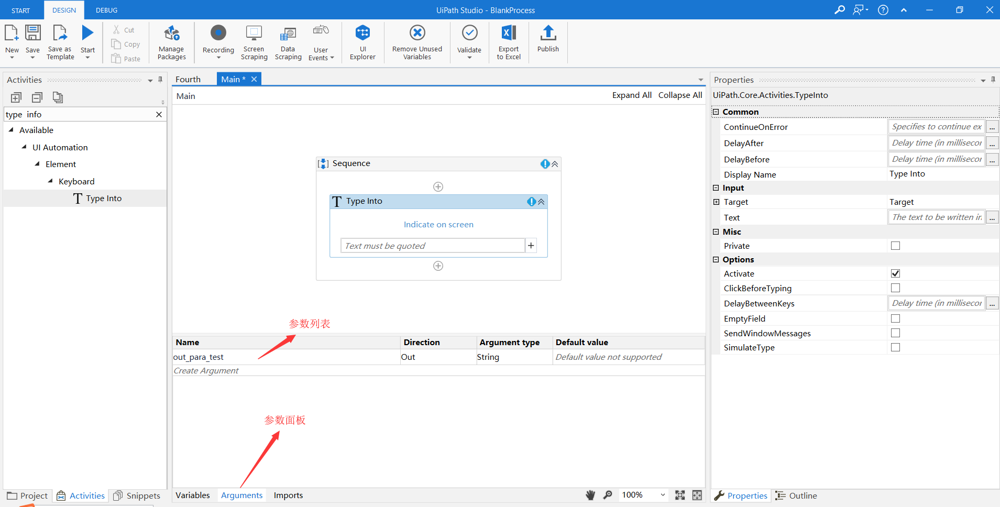 START DESIGN DEBUG UiPath Studio - BlankProcess
New Save Save as Template Start Cut Copy Paste Manage Packages Recording Screen Scraping Data Scraping User Events UI Explorer Remove Unused Variables Validate Export to Excel Publish
Activities
type  info
Available
UI Automation
Element
Keyboard
T Type Into
Project Activities Snippets
Fourth Main *
Main Expand All Collapse All
Sequence
T Type Into
Indicate on screen
Text must be quoted
参数列表
Name Direction Argument type Default value
out_para_test Out String Default value not supported
Create Argument
参数面板
Variables Arguments Imports 100%
Properties
UiPath.Core.Activities.TypeInto
Common
ContinueOnError Specifies to continue ex ...
DelayAfter Delay time (in millisecor ...
DelayBefore Delay time (in millisecor ...
Display Name Type Into
Input
Target Target
Text The text to be written in ...
Misc
Private
Options
Activate
ClickBeforeTyping
DelayBetweenKeys Delay time (in millisecor ...
EmptyField
SendWindowMessages
SimulateType
Properties Outline